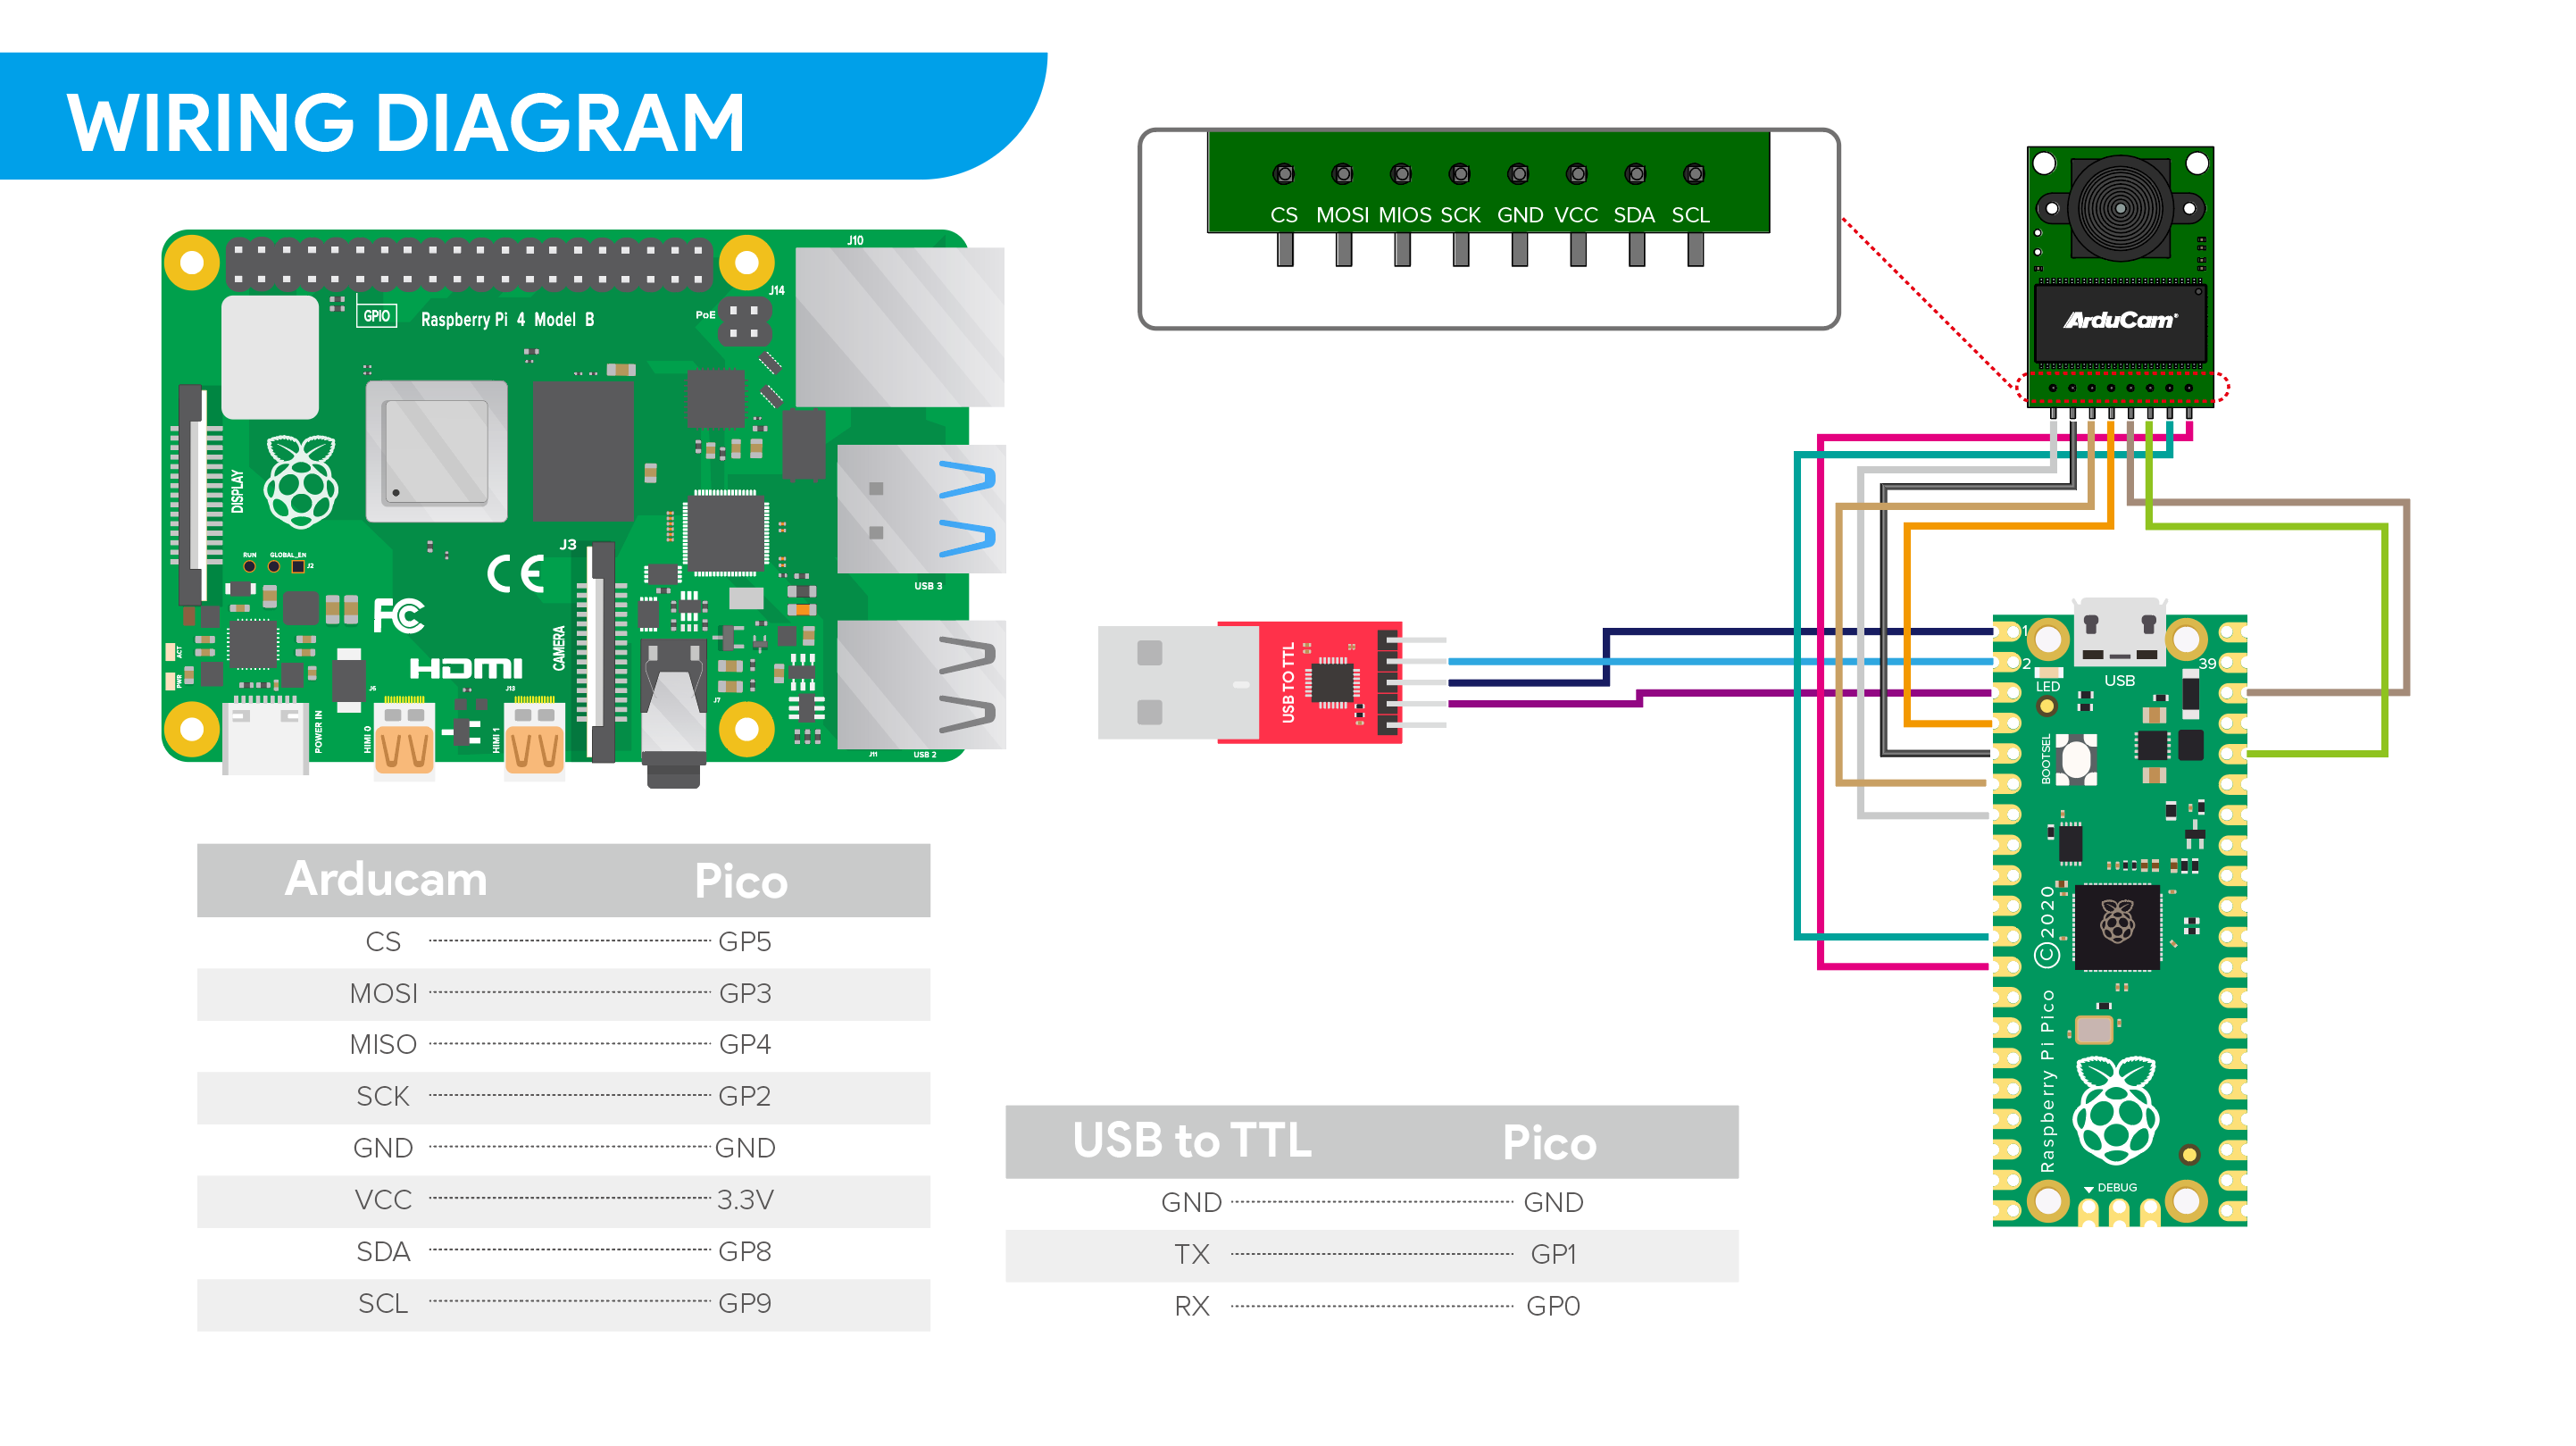 WIRING DIAGRAM
CS MOSI MIOS SCK GND VCC SDA SCL
ArduCam
J10
J14
PoE
GPIO
Raspberry Pi 4 Model B
DISPLAY
RUN GLOBAL_EN J2
J3
CE
FC
HDMI
CAMERA
USB 3
ACT
PWR
POWER IN
J5
HIMI 0
J12
HIMI 1
J7
J11
USB 2
USB TO TTL
1
2
39
LED
USB
BOOTSEL
Raspberry Pi Pico ©2020
DEBUG
Arducam Pico
CS GP5
MOSI GP3
MISO GP4
SCK GP2
GND GND
VCC 3.3V
SDA GP8
SCL GP9
USB to TTL Pico
GND GND
TX GP1
RX GP0